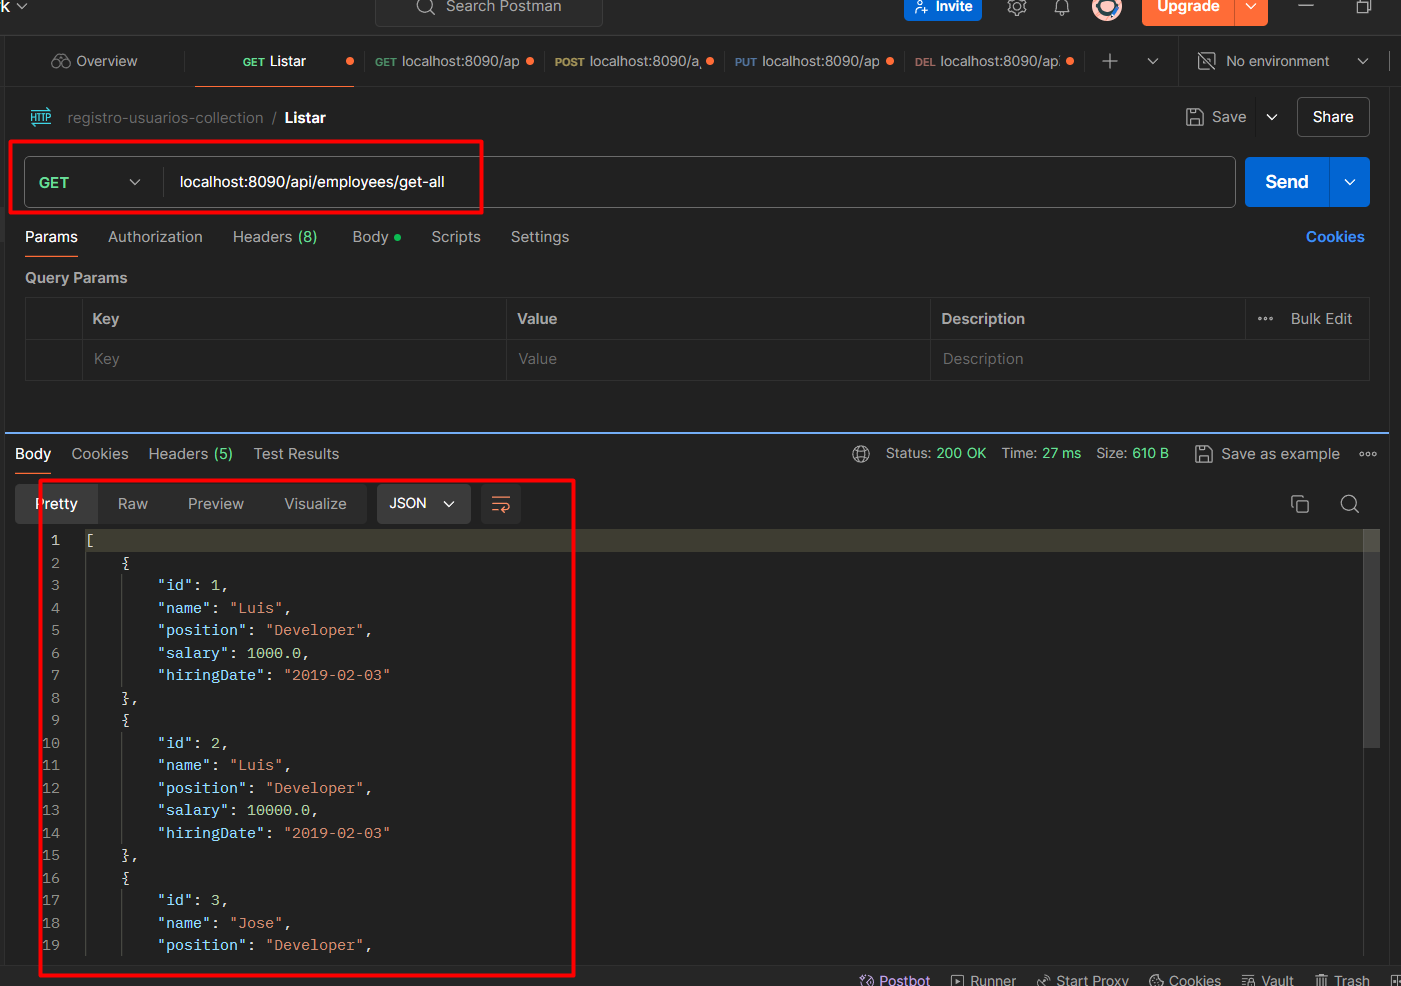 k
Search Postman
Invite
Upgrade
Overview
GET Listar
GET localhost:8090/ap
POST localhost:8090/a
PUT localhost:8090/ap
DEL localhost:8090/ap
No environment
HTTP registro-usuarios-collection / Listar
Save
Share
GET
localhost:8090/api/employees/get-all
Send
Params Authorization Headers (8) Body Scripts Settings
Cookies
Query Params
Key Value Description Bulk Edit
Key Value Description
Body Cookies Headers (5) Test Results
Status: 200 OK Time: 27 ms Size: 610 B Save as example
Pretty Raw Preview Visualize JSON
1 [
2 {
3 "id": 1,
4 "name": "Luis",
5 "position": "Developer",
6 "salary": 1000.0,
7 "hiringDate": "2019-02-03"
8 },
9 {
10 "id": 2,
11 "name": "Luis",
12 "position": "Developer",
13 "salary": 10000.0,
14 "hiringDate": "2019-02-03"
15 },
16 {
17 "id": 3,
18 "name": "Jose",
19 "position": "Developer",
Postbot Runner Start Proxy Cookies Vault Trash